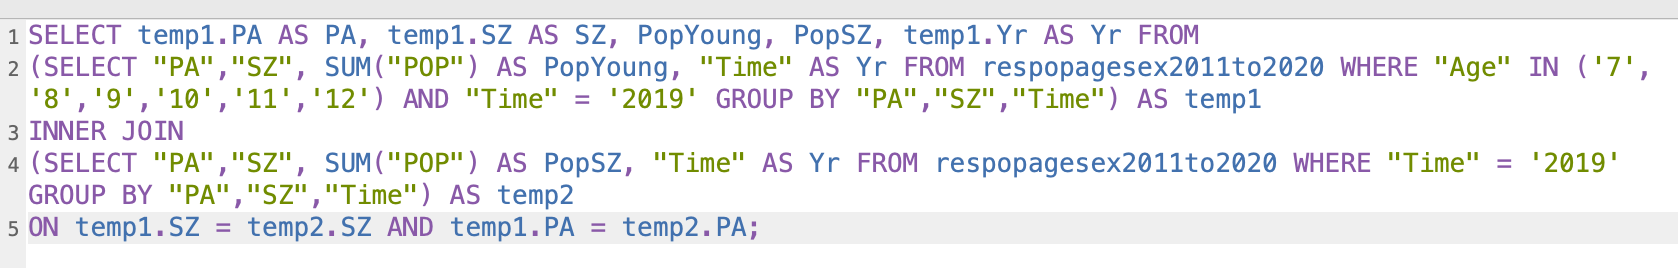 1 SELECT temp1.PA AS PA, temp1.SZ AS SZ, PopYoung, PopSZ, temp1.Yr AS Yr FROM
2 (SELECT "PA","SZ", SUM("POP") AS PopYoung, "Time" AS Yr FROM respopagesex2011to2020 WHERE "Age" IN ('7',
'8','9','10','11','12') AND "Time" = '2019' GROUP BY "PA","SZ","Time") AS temp1
3 INNER JOIN
4 (SELECT "PA","SZ", SUM("POP") AS PopSZ, "Time" AS Yr FROM respopagesex2011to2020 WHERE "Time" = '2019'
GROUP BY "PA","SZ","Time") AS temp2
5 ON temp1.SZ = temp2.SZ AND temp1.PA = temp2.PA;